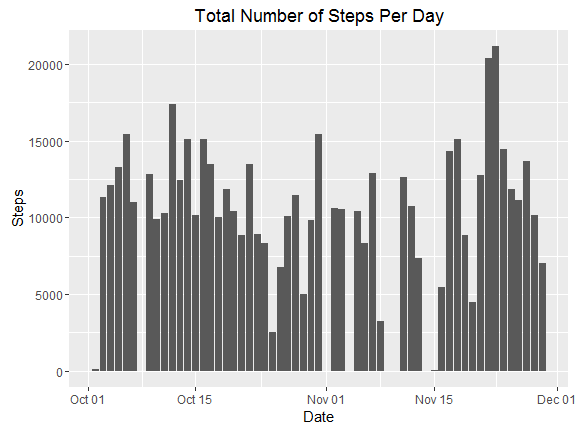 Total Number of Steps Per Day
Steps
20000
15000
10000
5000
0
Oct 01 Oct 15 Nov 01 Nov 15 Dec 01
Date